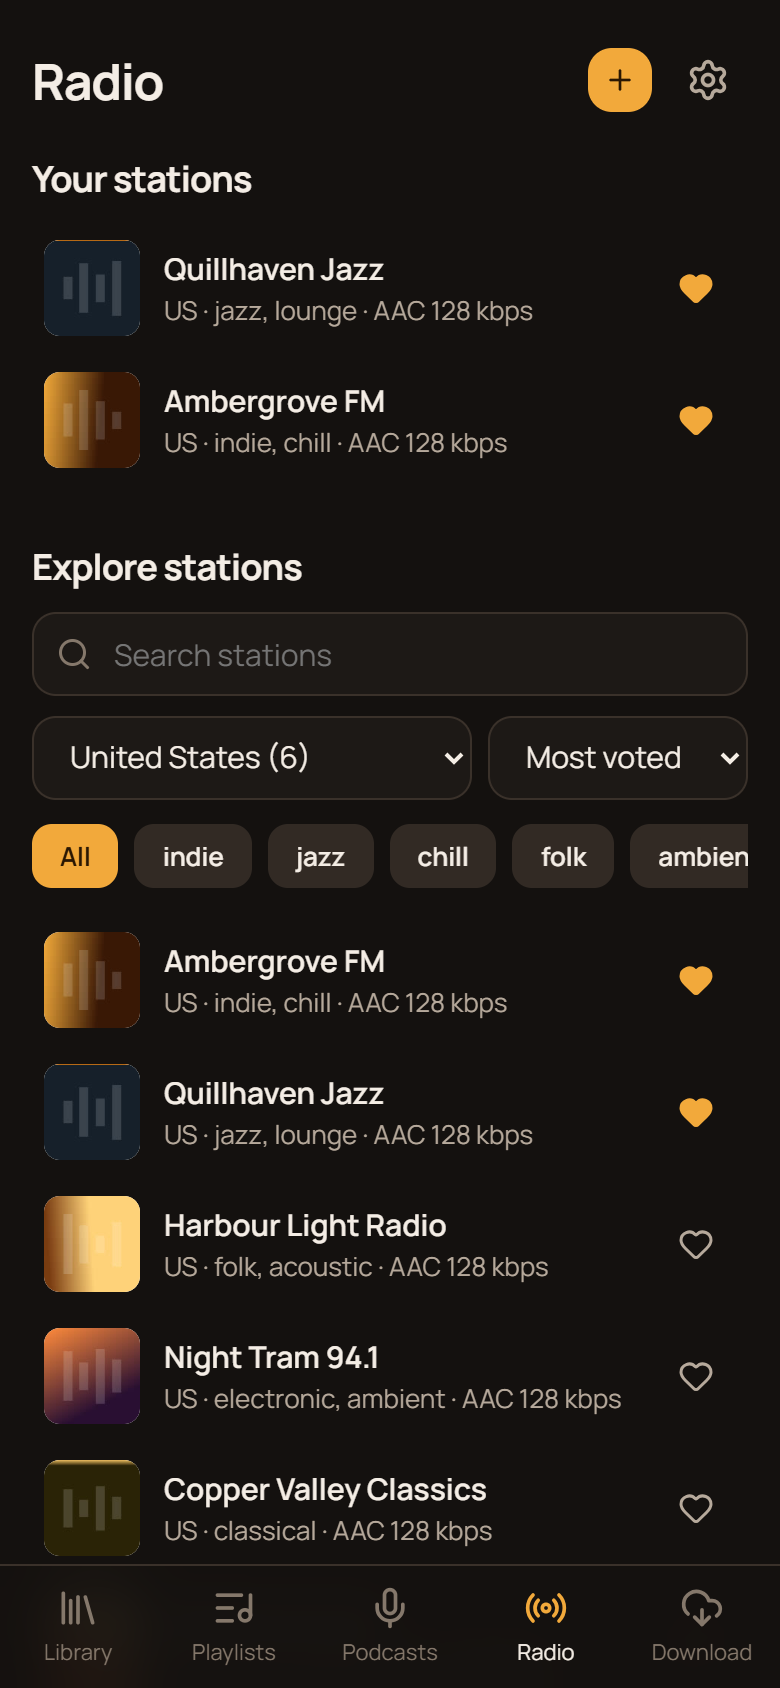 Radio
Your stations
Quillhaven Jazz
US · jazz, lounge · AAC 128 kbps
Ambergrove FM
US · indie, chill · AAC 128 kbps
Explore stations
Search stations
United States (6)
Most voted
All indie jazz chill folk ambien
Ambergrove FM
US · indie, chill · AAC 128 kbps
Quillhaven Jazz
US · jazz, lounge · AAC 128 kbps
Harbour Light Radio
US · folk, acoustic · AAC 128 kbps
Night Tram 94.1
US · electronic, ambient · AAC 128 kbps
Copper Valley Classics
US · classical · AAC 128 kbps
Library Playlists Podcasts Radio Download